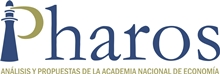 Pharos
ANÁLISIS Y PROPUESTAS DE LA ACADEMIA NACIONAL DE ECONOMÍA